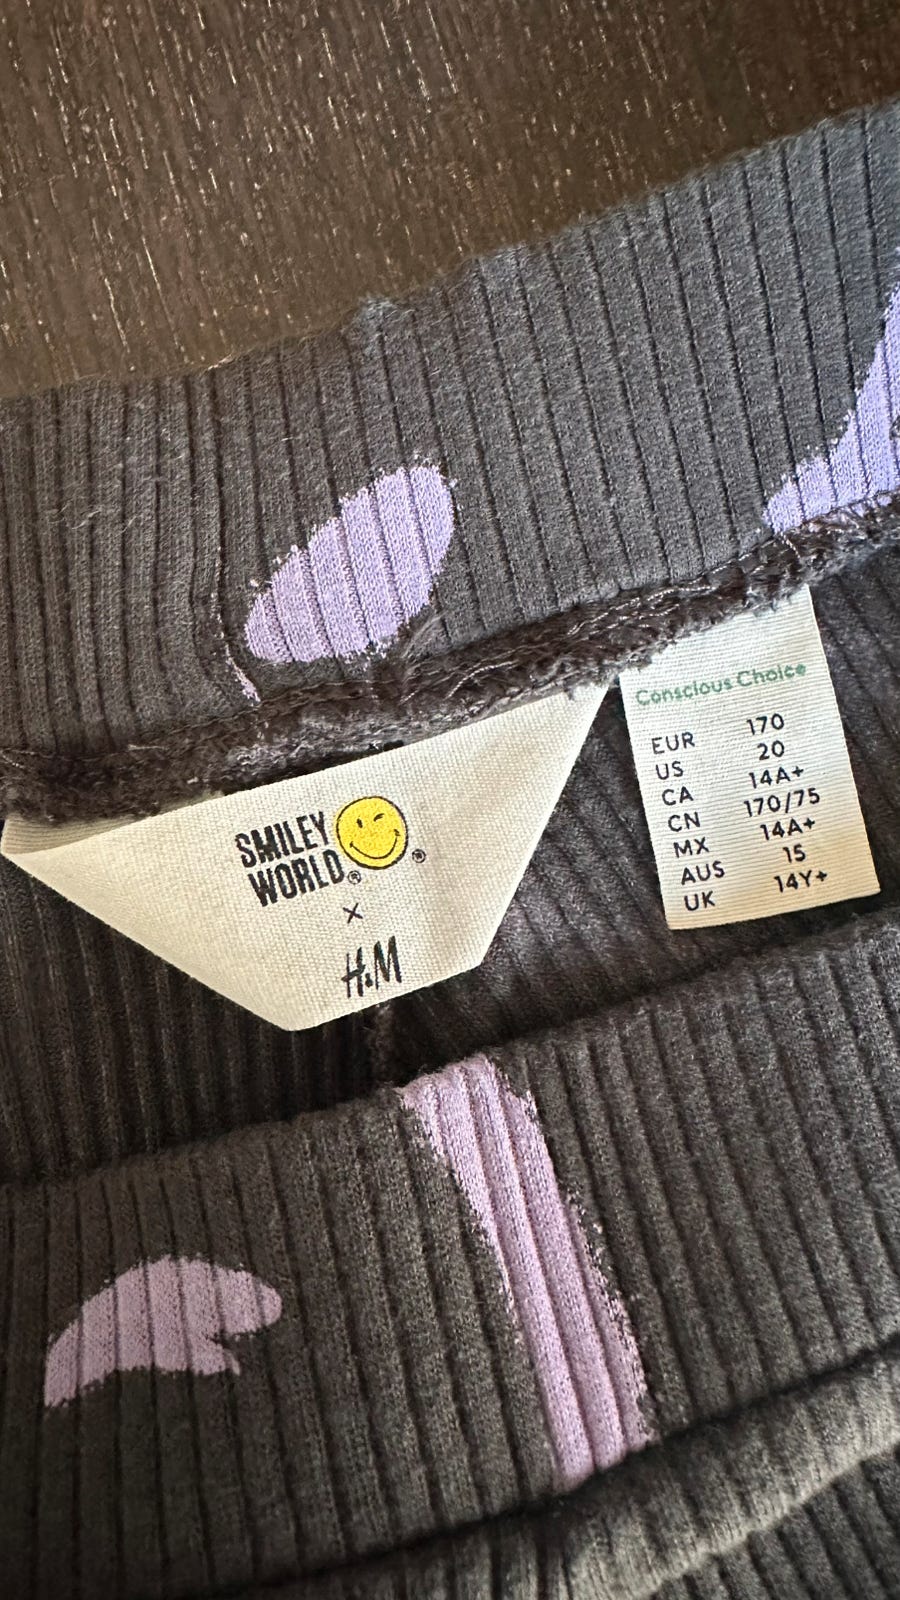 SMILEY
WORLD®
®
×
H&M
Conscious Choice
EUR 170
US 20
CA 14A+
CN 170/75
MX 14A+
AUS 15
UK 14Y+